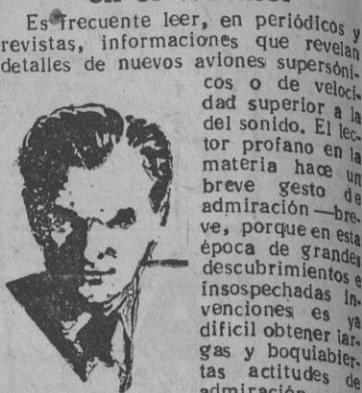 Es frecuente leer, en periódicos y
revistas, informaciones que revelan
detalles de nuevos aviones supersóni-
cos o de veloci-
dad superior a la
del sonido. El lec-
tor profano en la
materia hace un
breve gesto de
admiración —bre-
ve, porque en esta
época de grandes
descubrimientos e
insospechadas in-
venciones es ya
dificil obtener lar-
gas y boquiabier-
tas actitudes de
admiración